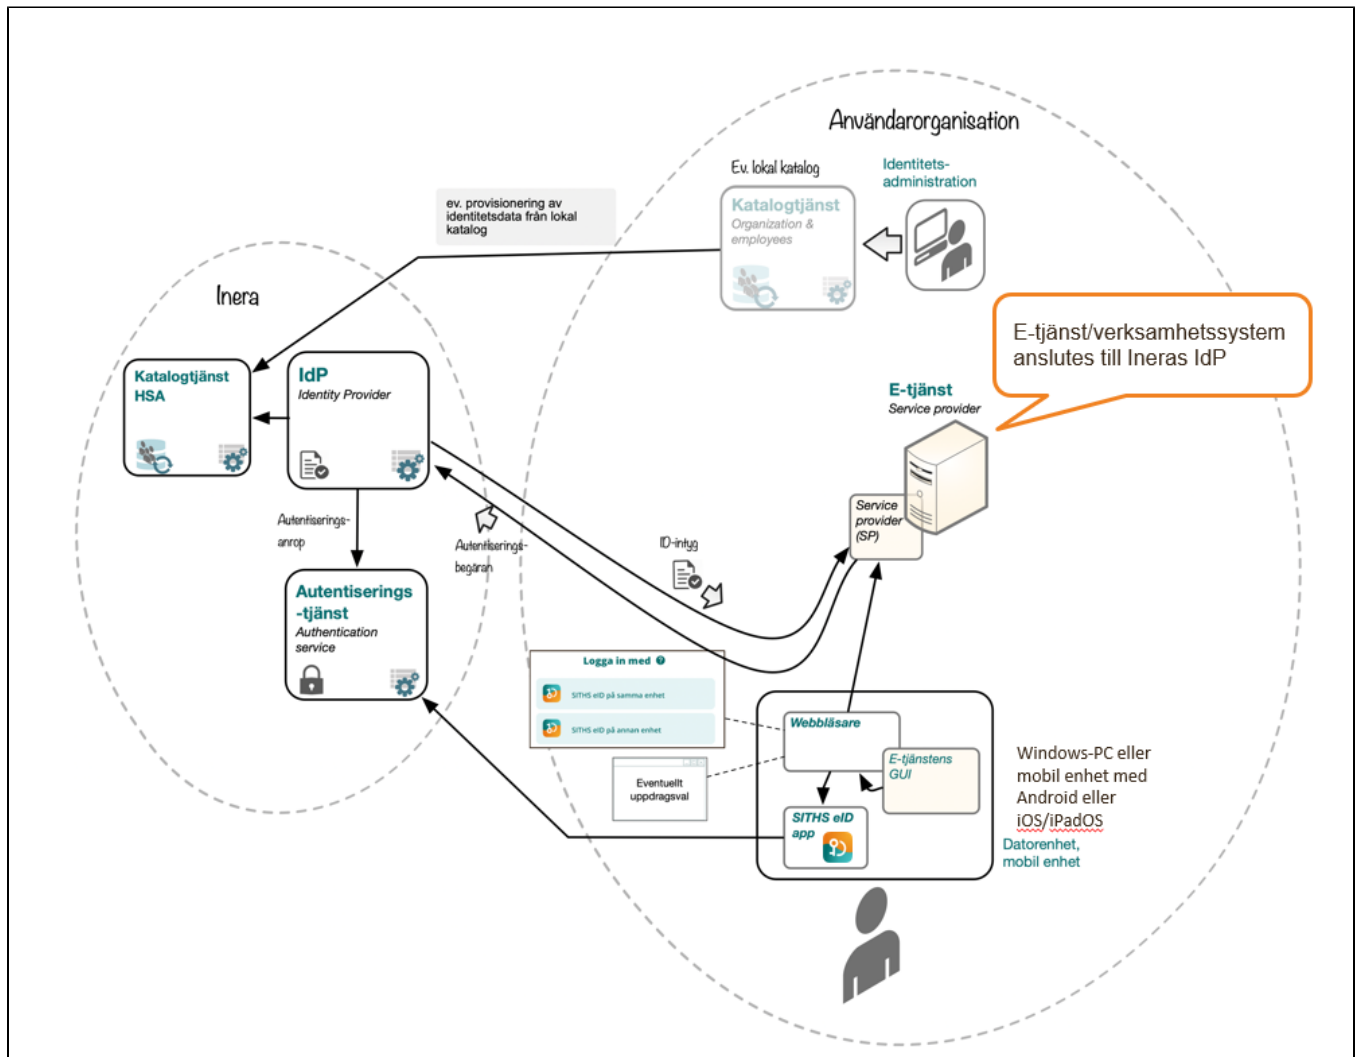 Användarorganisation
Ev. lokal katalog
Identitets-
administration
Katalogtjänst
Organization &
employees
ev. provisionering av
identitetsdata från lokal
katalog
Inera
E-tjänst/verksamhetssystem
anslutes till Ineras IdP
Katalogtjänst
HSA
IdP
Identity Provider
E-tjänst
Service provider
Service
provider
(SP)
Autentiserings-
anrop
Autentiserings-
begäran
ID-intyg
Autentiserings
-tjänst
Authentication
service
Logga in med ?
SITHS eID på samma enhet
SITHS eID på annan enhet
Eventuellt
uppdragsval
Webbläsare
E-tjänstens
GUI
SITHS eID
app
Windows-PC eller
mobil enhet med
Android eller
iOS/iPadOS
Datorenhet,
mobil enhet